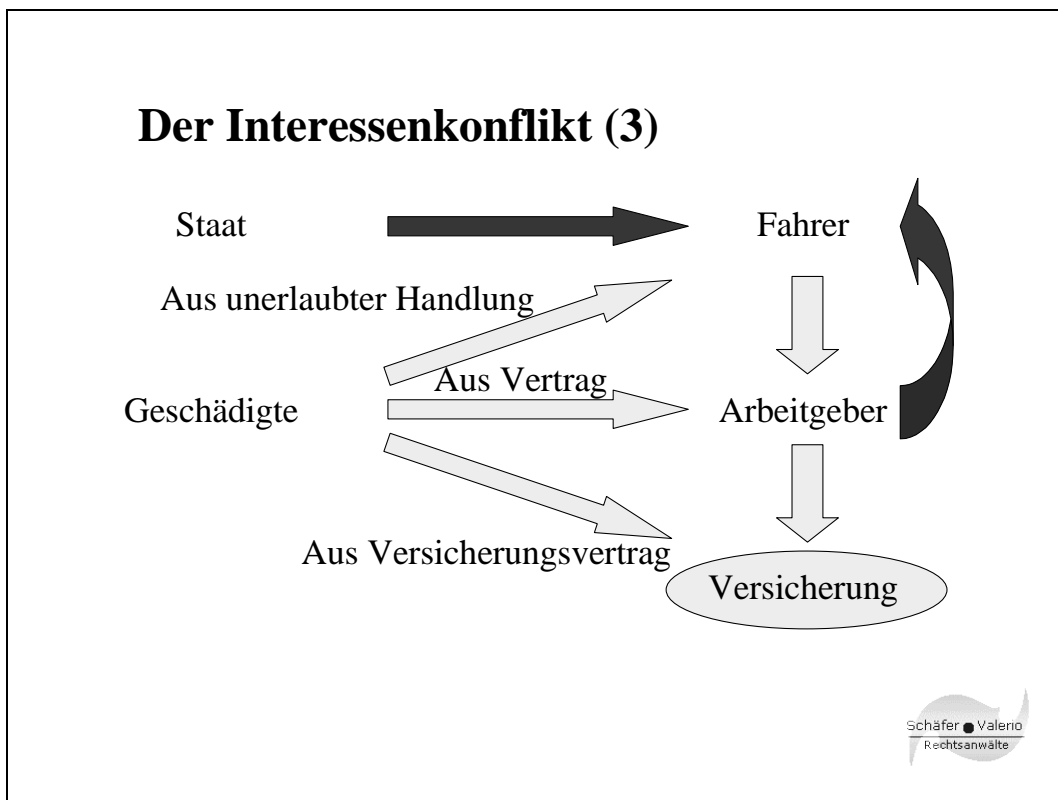 Der Interessenkonflikt (3)
Staat
Fahrer
Aus unerlaubter Handlung
Aus Vertrag
Geschädigte
Arbeitgeber
Aus Versicherungsvertrag
Versicherung
Schäfer ● Valerio
Rechtsanwälte